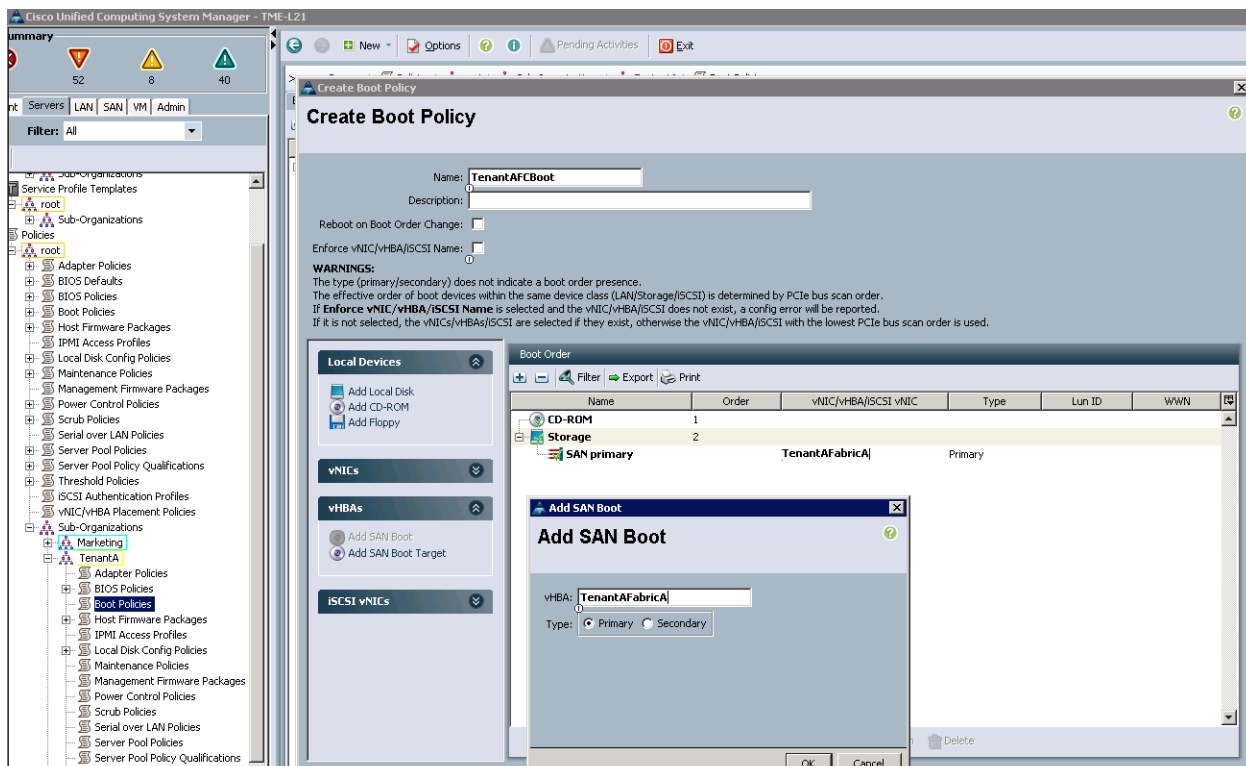 Cisco Unified Computing System Manager - TME-L21
ummary
52 8 40
nt Servers LAN SAN VM Admin
Filter: All
New Options Pending Activities Exit
Sub-Organizations
Service Profile Templates
root
Sub-Organizations
Policies
root
Adapter Policies
BIOS Defaults
BIOS Policies
Boot Policies
Host Firmware Packages
IPMI Access Profiles
Local Disk Config Policies
Maintenance Policies
Management Firmware Packages
Power Control Policies
Scrub Policies
Serial over LAN Policies
Server Pool Policies
Server Pool Policy Qualifications
Threshold Policies
iSCSI Authentication Profiles
vNIC/vHBA Placement Policies
Sub-Organizations
Marketing
TenantA
Adapter Policies
BIOS Policies
Boot Policies
Host Firmware Packages
IPMI Access Profiles
Local Disk Config Policies
Maintenance Policies
Management Firmware Packages
Power Control Policies
Scrub Policies
Serial over LAN Policies
Server Pool Policies
Server Pool Policy Qualifications
Create Boot Policy
Create Boot Policy
Name: TenantAFCBoot
Description:
Reboot on Boot Order Change:
Enforce vNIC/vHBA/iSCSI Name:
WARNINGS:
The type (primary/secondary) does not indicate a boot order presence.
The effective order of boot devices within the same device class (LAN/Storage/iSCSI) is determined by PCIe bus scan order.
If Enforce vNIC/vHBA/iSCSI Name is selected and the vNIC/vHBA/iSCSI does not exist, a config error will be reported.
If it is not selected, the vNICs/vHBAs/iSCSI are selected if they exist, otherwise the vNIC/vHBA/iSCSI with the lowest PCIe bus scan order is used.
Local Devices
Add Local Disk
Add CD-ROM
Add Floppy
vNICs
vHBAs
Add SAN Boot
Add SAN Boot Target
iSCSI vNICs
Boot Order
Filter Export Print
Name Order vNIC/vHBA/iSCSI vNIC Type Lun ID WWN
CD-ROM 1
Storage 2
SAN primary TenantAFabricA Primary
Add SAN Boot
Add SAN Boot
vHBA: TenantAFabricA
Type: Primary Secondary
OK Cancel
Delete